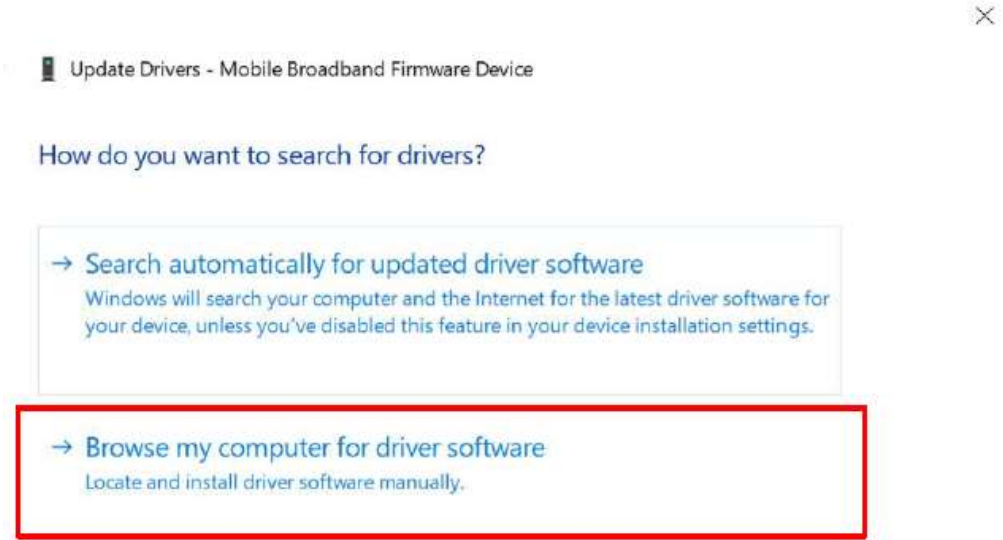 Update Drivers - Mobile Broadband Firmware Device
How do you want to search for drivers?
→ Search automatically for updated driver software
Windows will search your computer and the Internet for the latest driver software for
your device, unless you've disabled this feature in your device installation settings.
→ Browse my computer for driver software
Locate and install driver software manually.